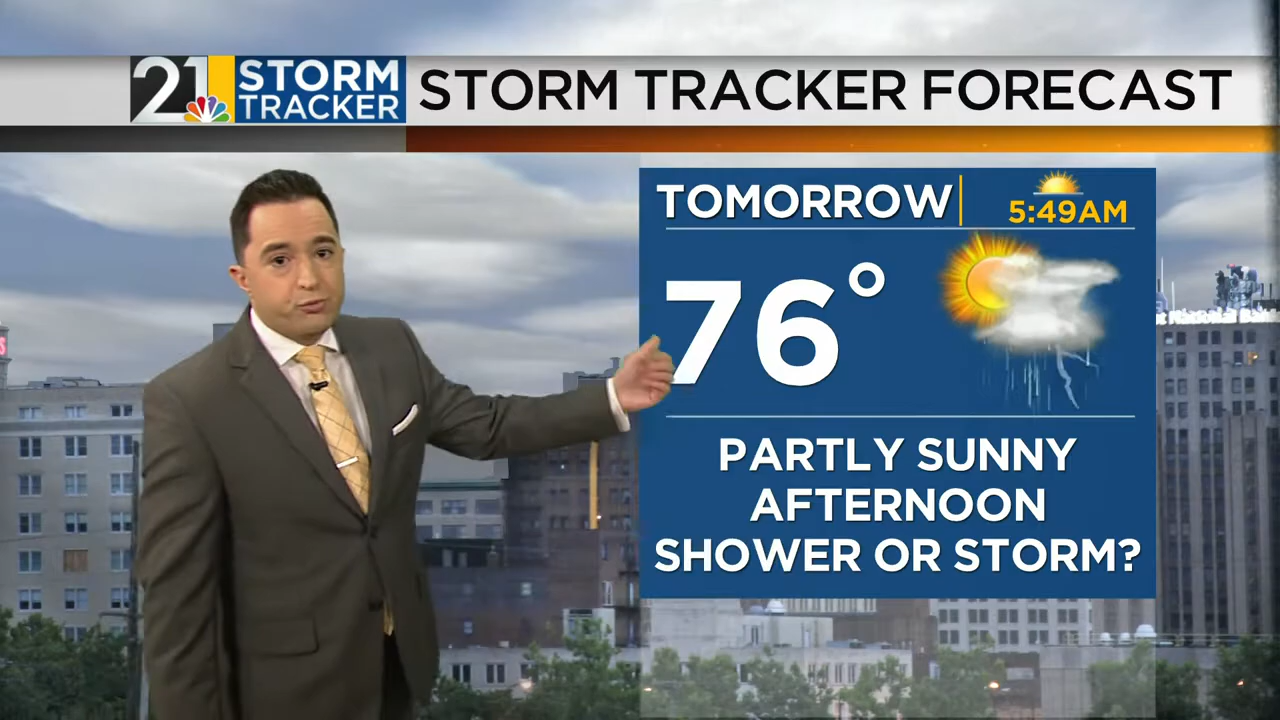 21 STORM TRACKER
STORM TRACKER FORECAST
TOMORROW
5:49AM
76°
PARTLY SUNNY
AFTERNOON
SHOWER OR STORM?